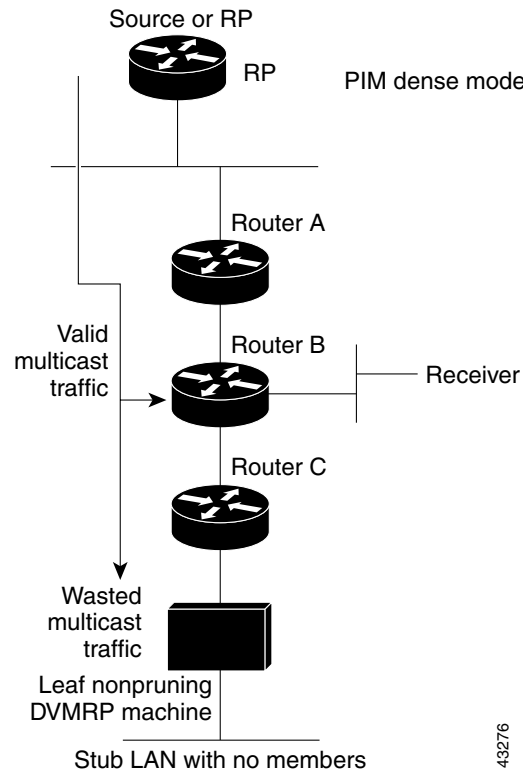 Source or RP
RP
PIM dense mode
Router A
Valid
multicast
traffic
Router B
Receiver
Router C
Wasted
multicast
traffic
Leaf nonpruning
DVMRP machine
Stub LAN with no members
43276